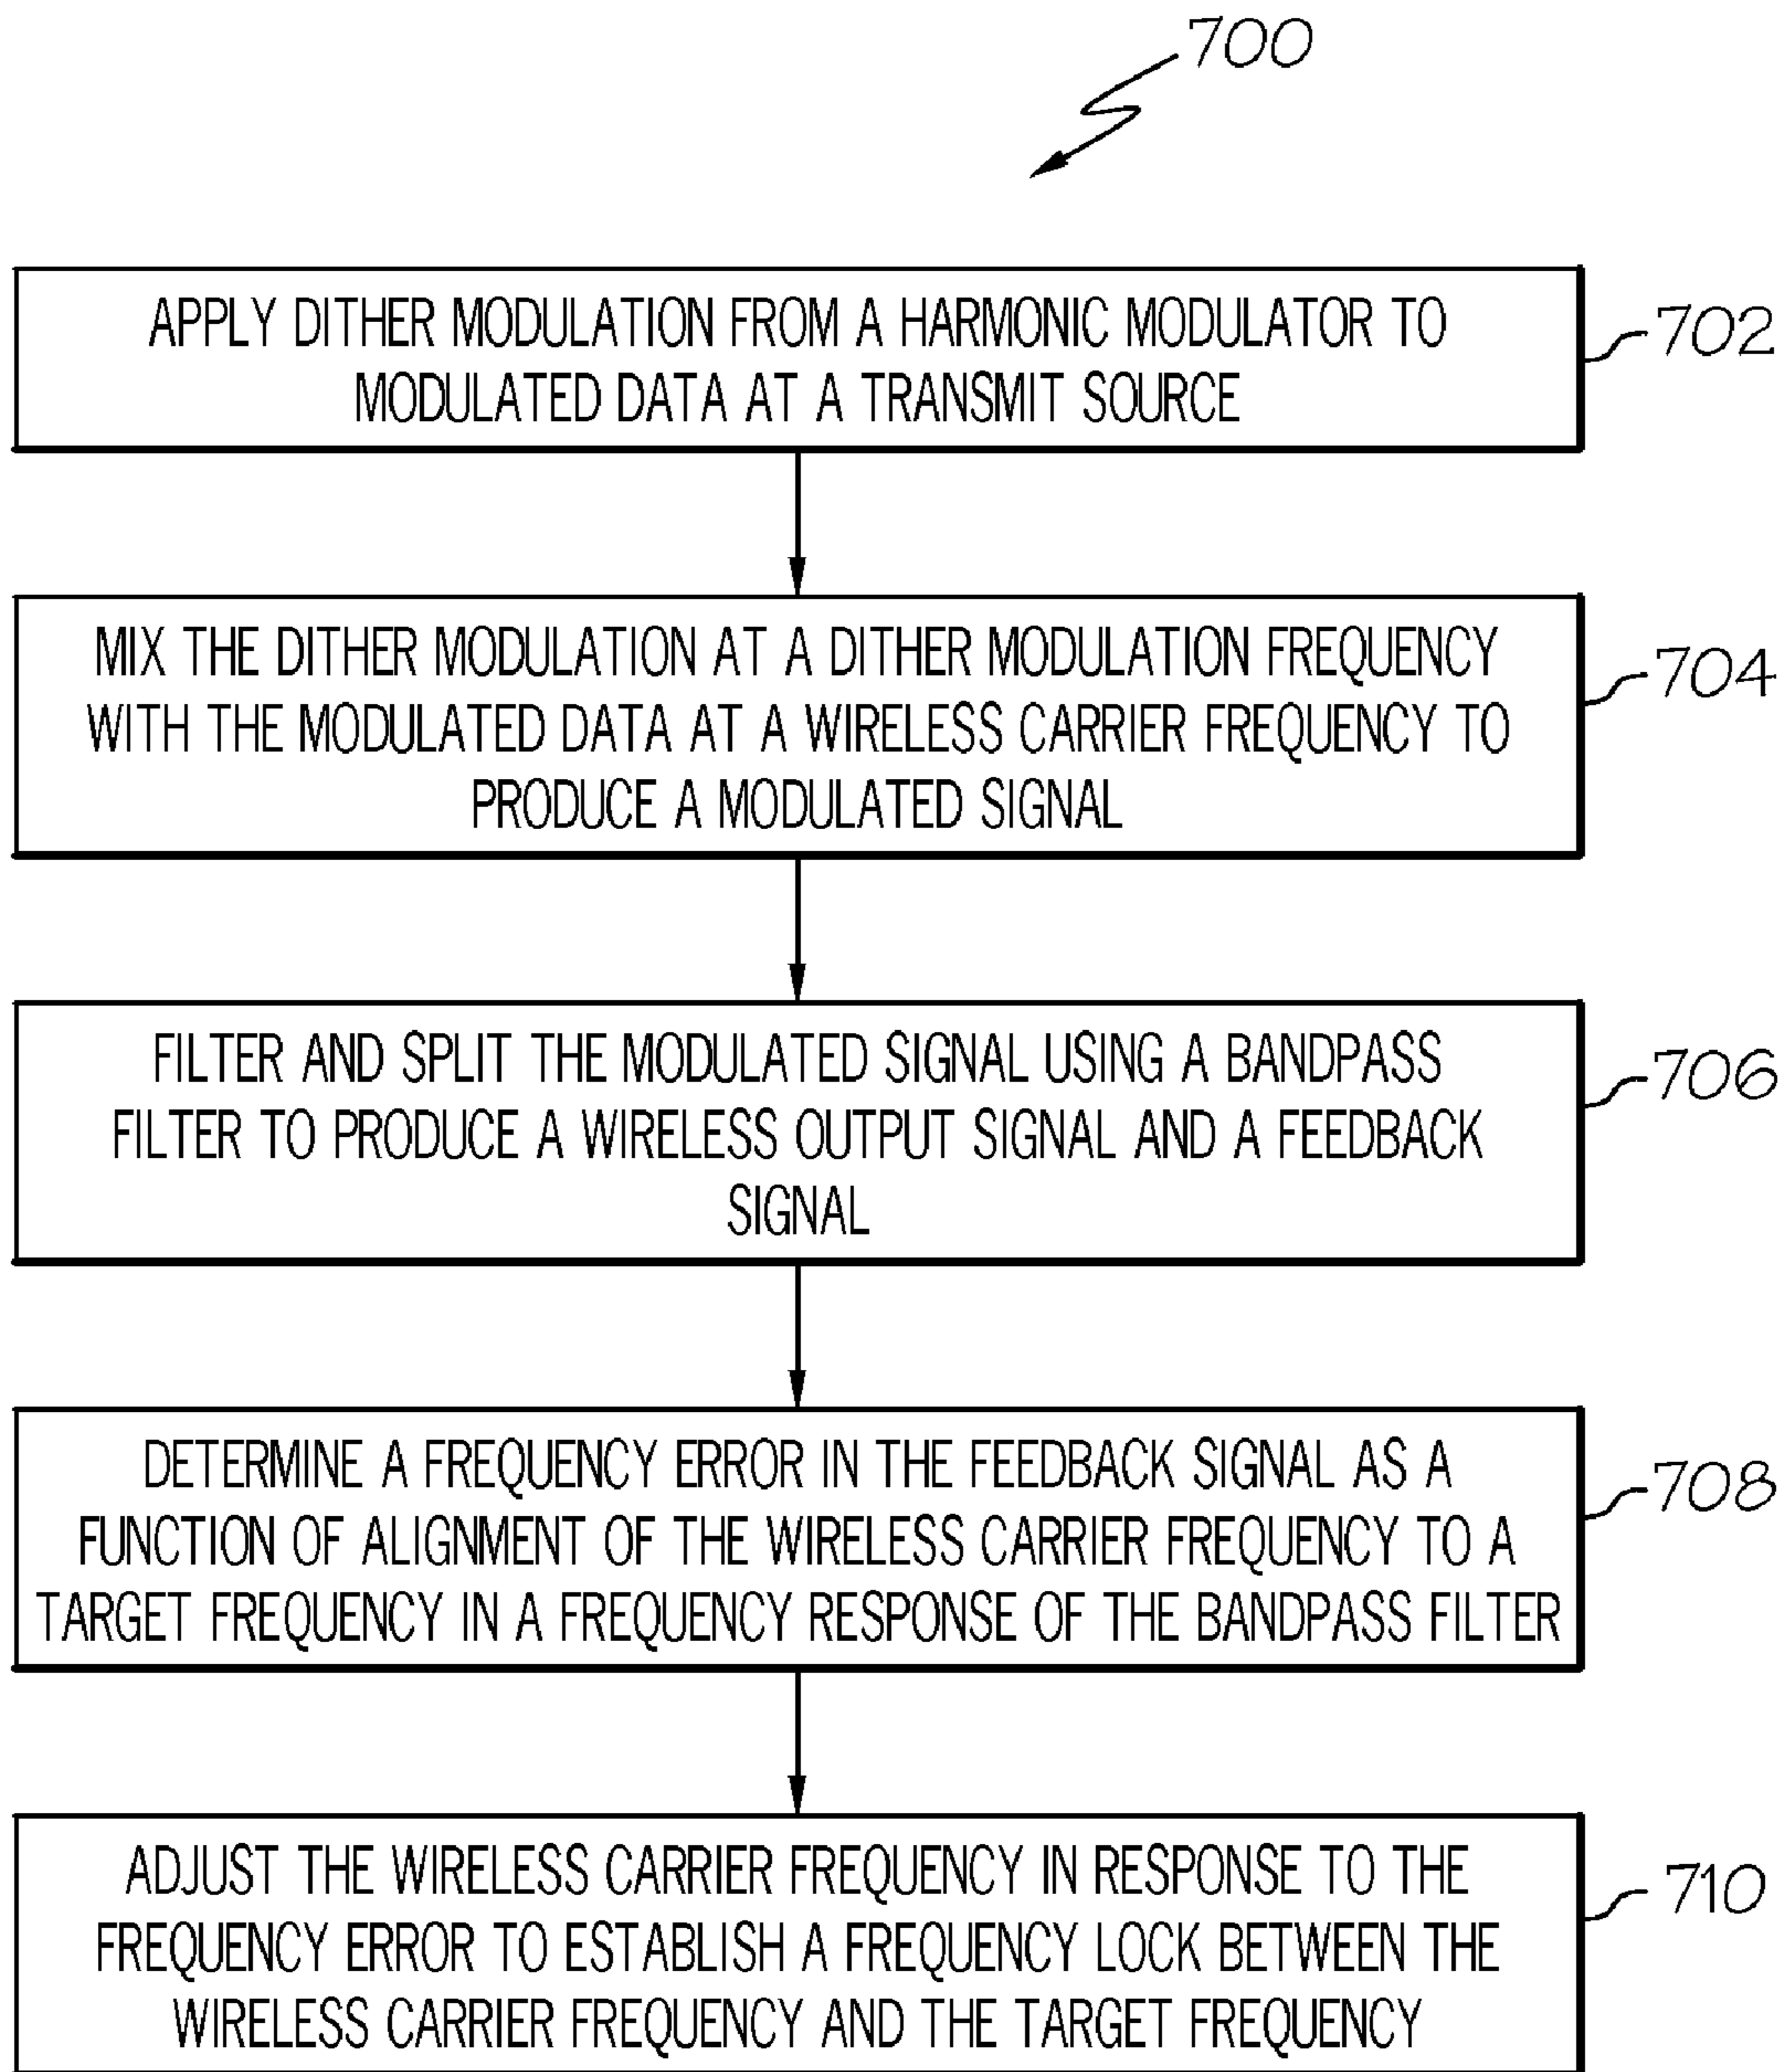 700
APPLY DITHER MODULATION FROM A HARMONIC MODULATOR TO
MODULATED DATA AT A TRANSMIT SOURCE
702
MIX THE DITHER MODULATION AT A DITHER MODULATION FREQUENCY
WITH THE MODULATED DATA AT A WIRELESS CARRIER FREQUENCY TO
PRODUCE A MODULATED SIGNAL
704
FILTER AND SPLIT THE MODULATED SIGNAL USING A BANDPASS
FILTER TO PRODUCE A WIRELESS OUTPUT SIGNAL AND A FEEDBACK
SIGNAL
706
DETERMINE A FREQUENCY ERROR IN THE FEEDBACK SIGNAL AS A
FUNCTION OF ALIGNMENT OF THE WIRELESS CARRIER FREQUENCY TO A
TARGET FREQUENCY IN A FREQUENCY RESPONSE OF THE BANDPASS FILTER
708
ADJUST THE WIRELESS CARRIER FREQUENCY IN RESPONSE TO THE
FREQUENCY ERROR TO ESTABLISH A FREQUENCY LOCK BETWEEN THE
WIRELESS CARRIER FREQUENCY AND THE TARGET FREQUENCY
710